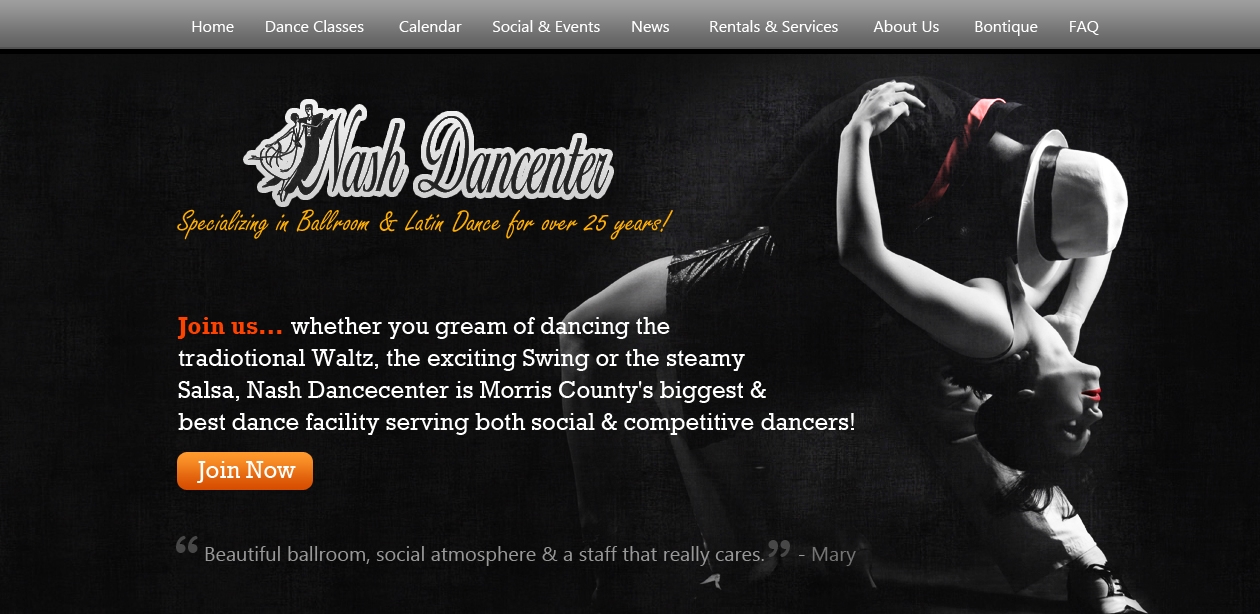 Home Dance Classes Calendar Social & Events News Rentals & Services About Us Bontique FAQ
Nash Dancenter
Specializing in Ballroom & Latin Dance for over 25 years!
Join us... whether you gream of dancing the
tradiotional Waltz, the exciting Swing or the steamy
Salsa, Nash Dancecenter is Morris County's biggest &
best dance facility serving both social & competitive dancers!
Join Now
“ Beautiful ballroom, social atmosphere & a staff that really cares. ” - Mary